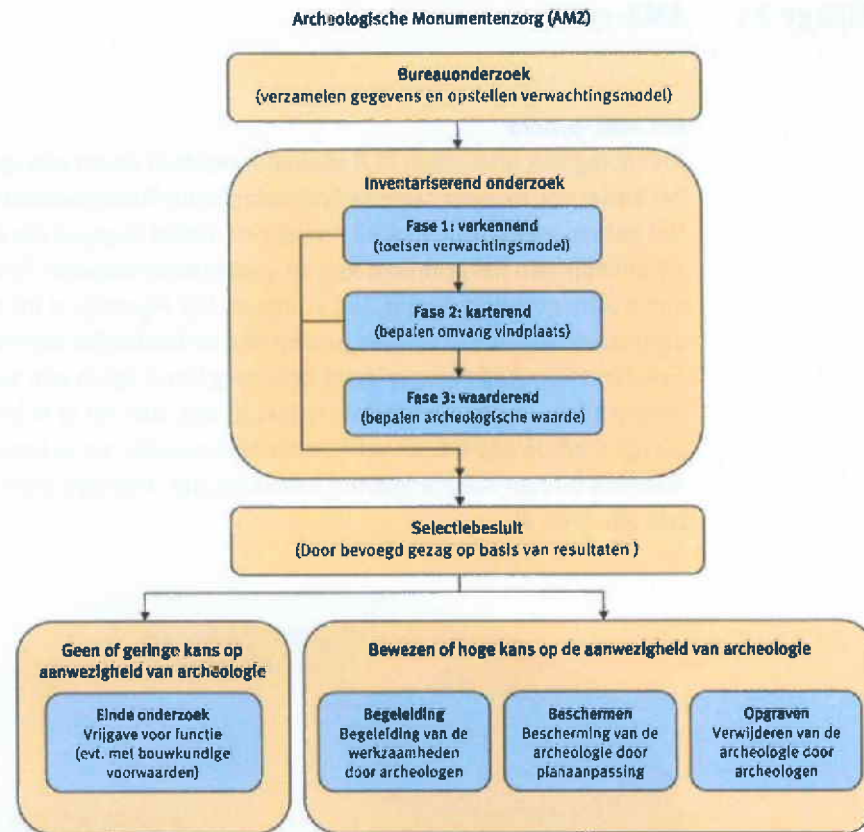 Archeologische Monumentenzorg (AMZ)
Bureauonderzoek
(verzamelen gegevens en opstellen verwachtingsmodel)
Inventariserend onderzoek
Fase 1: verkennend
(toetsen verwachtingsmodel)
Fase 2: karterend
(bepalen omvang vindplaats)
Fase 3: waarderend
(bepalen archeologische waarde)
Selectiebesluit
(Door bevoegd gezag op basis van resultaten )
Geen of geringe kans op
aanwezigheid van archeologie
Einde onderzoek
Vrijgave voor functie
(evt. met bouwkundige
voorwaarden)
Bewezen of hoge kans op de aanwezigheid van archeologie
Begeleiding
Begeleiding van de
werkzaamheden
door archeologen
Beschermen
Bescherming van de
archeologie door
planaanpassing
Opgraven
Verwijderen van de
archeologie door
archeologen